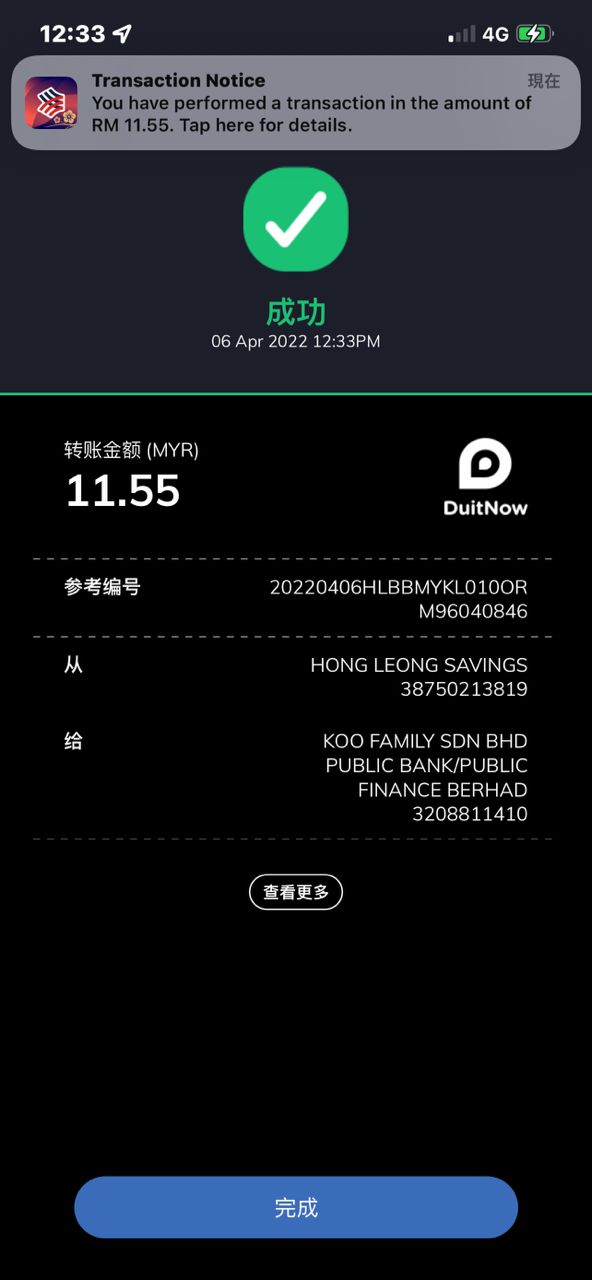 12:33
4G
Transaction Notice
現在
You have performed a transaction in the amount of
RM 11.55. Tap here for details.
成功
06 Apr 2022 12:33PM
转账金额 (MYR)
11.55
DuitNow
参考编号
20220406HLBBMYKL010OR
M96040846
从
HONG LEONG SAVINGS
38750213819
给
KOO FAMILY SDN BHD
PUBLIC BANK/PUBLIC
FINANCE BERHAD
3208811410
查看更多
完成